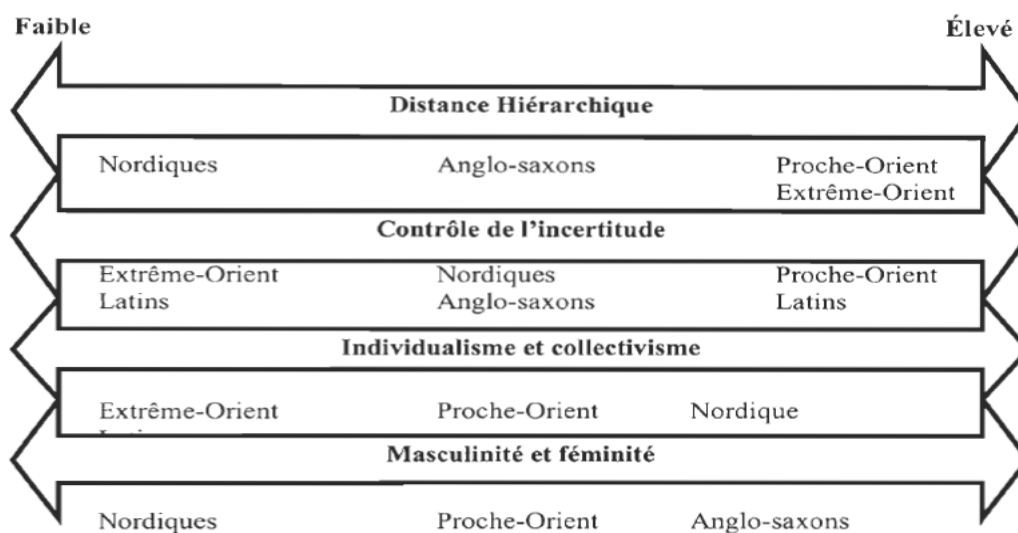 Faible Élevé
Distance Hiérarchique
Nordiques Anglo-saxons Proche-Orient
Extrême-Orient
Contrôle de l'incertitude
Extrême-Orient Nordiques Proche-Orient
Latins Anglo-saxons Latins
Individualisme et collectivisme
Extrême-Orient Proche-Orient Nordique
Masculinité et féminité
Nordiques Proche-Orient Anglo-saxons